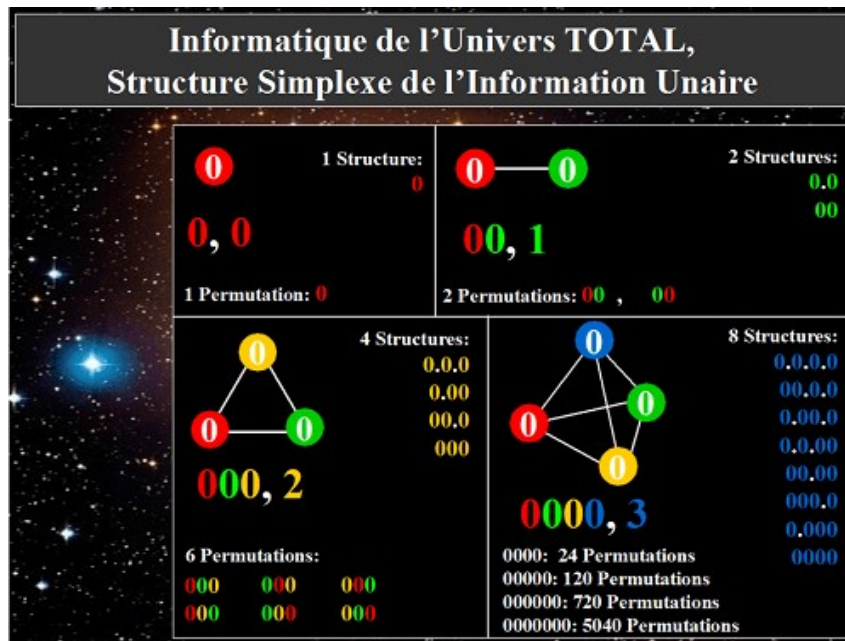 Informatique de l'Univers TOTAL,
Structure Simplexe de l'Information Unaire
0
1 Structure:
0
0, 0
1 Permutation: 0
0 0
2 Structures:
0.0
00
00, 1
2 Permutations: 00 , 00
0
0 0
4 Structures:
0.0.0
0.00
00.0
000
000, 2
6 Permutations:
000 000 000
000 000 000
0
0
0
0
8 Structures:
0.0.0.0
00.0.0
0.00.0
0.0.00
00.00
000.0
0.000
0000
0000, 3
0000: 24 Permutations
00000: 120 Permutations
000000: 720 Permutations
0000000: 5040 Permutations